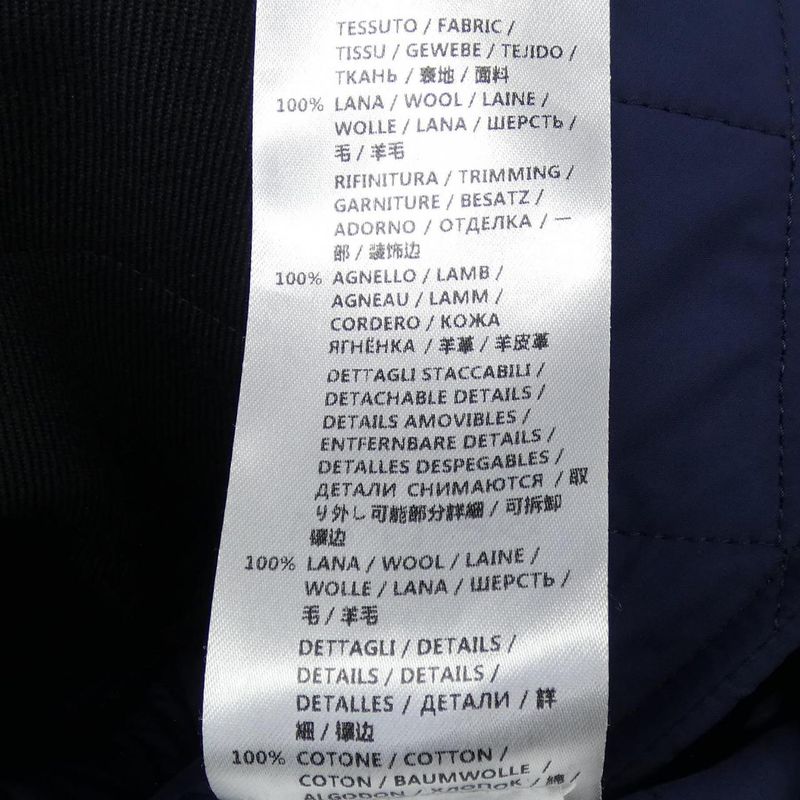 TESSUTO / FABRIC /
TISSU / GEWEBE / TEJIDO /
ТКАНЬ / 表地 / 面料
100% LANA / WOOL / LAINE /
WOLLE / LANA / ШЕРСТЬ /
毛 / 羊毛
RIFINITURA / TRIMMING /
GARNITURE / BESATZ /
ADORNO / ОТДЕЛКА / 一
部 / 装饰边
100% AGNELLO / LAMB /
AGNEAU / LAMM /
CORDERO / КОЖА
ЯГНЁНКА / 羊革 / 羊皮革
DETTAGLI STACCABILI /
DETACHABLE DETAILS /
DETAILS AMOVIBLES /
ENTFERNBARE DETAILS /
DETALLES DESPEGABLES /
ДЕТАЛИ СНИМАЮТСЯ / 取
り外し可能部分詳細 / 可拆卸
镶边
100% LANA / WOOL / LAINE /
WOLLE / LANA / ШЕРСТЬ /
毛 / 羊毛
DETTAGLI / DETAILS /
DETAILS / DETAILS /
DETALLES / ДЕТАЛИ / 詳
細 / 镶边
100% COTONE / COTTON /
COTON / BAUMWOLLE /
ALGODON / ХЛОПОК / 綿 /